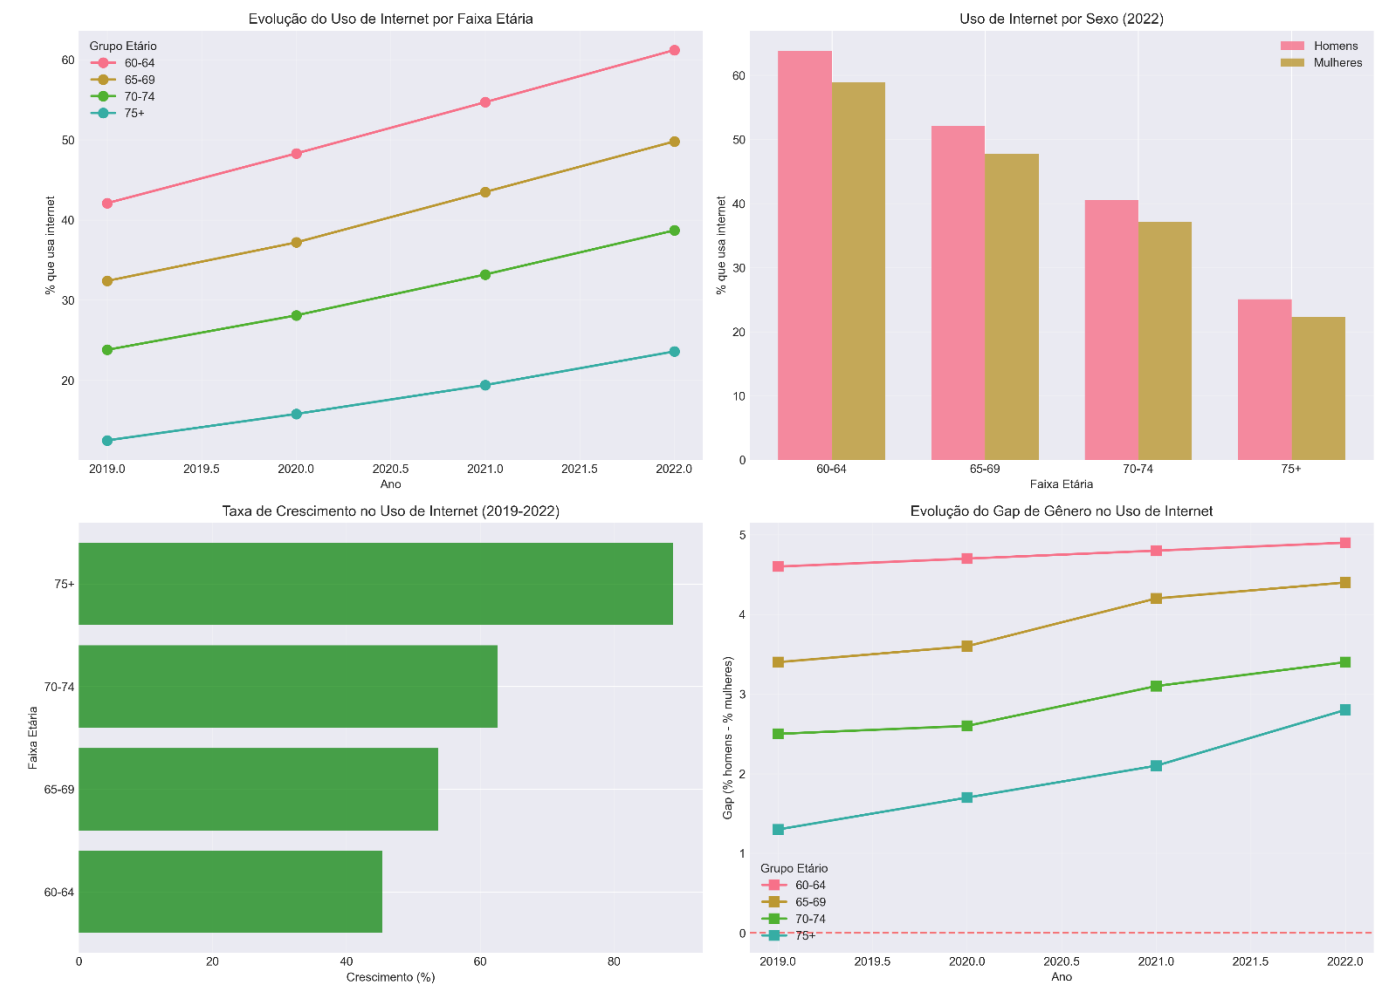 Evolução do Uso de Internet por Faixa Etária
Grupo Etário
60-64
65-69
70-74
75+
60
50
40
30
20
% que usa internet
2019.0 2019.5 2020.0 2020.5 2021.0 2021.5 2022.0
Ano
Uso de Internet por Sexo (2022)
Homens
Mulheres
60
50
40
30
20
10
0
% que usa internet
60-64 65-69 70-74 75+
Faixa Etária
Taxa de Crescimento no Uso de Internet (2019-2022)
75+
70-74
65-69
60-64
Faixa Etária
0 20 40 60 80
Crescimento (%)
Evolução do Gap de Gênero no Uso de Internet
5
4
3
2
1
0
Gap (% homens - % mulheres)
Grupo Etário
60-64
65-69
70-74
75+
2019.0 2019.5 2020.0 2020.5 2021.0 2021.5 2022.0
Ano